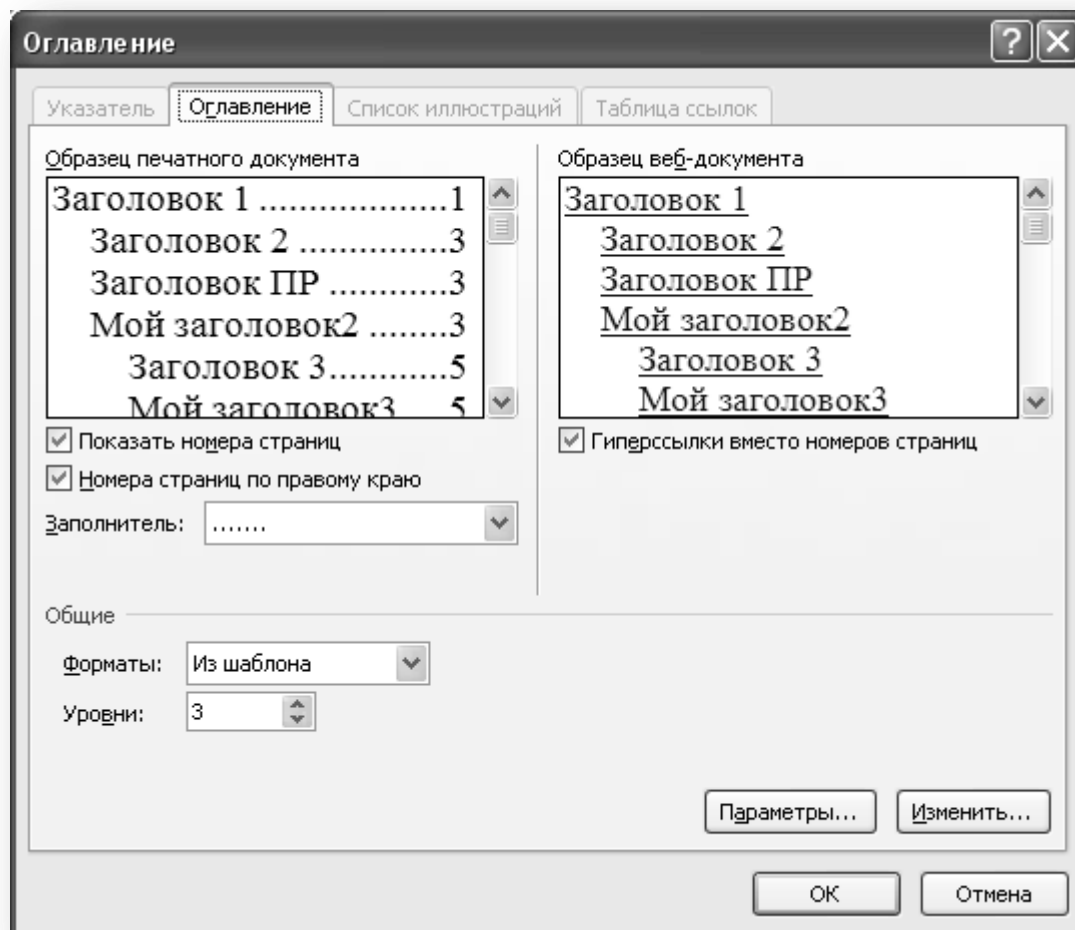 Оглавление
Указатель Оглавление Список иллюстраций Таблица ссылок
Образец печатного документа
Заголовок 1 ...................1
Заголовок 2 ...............3
Заголовок ПР ............3
Мой заголовок2 ........3
Заголовок 3............5
Мой заголовок3 5
Показать номера страниц
Номера страниц по правому краю
Заполнитель: .......
Образец веб-документа
Заголовок 1
Заголовок 2
Заголовок ПР
Мой заголовок2
Заголовок 3
Мой заголовок3
Гиперссылки вместо номеров страниц
Общие
Форматы: Из шаблона
Уровни: 3
Параметры... Изменить...
ОК Отмена